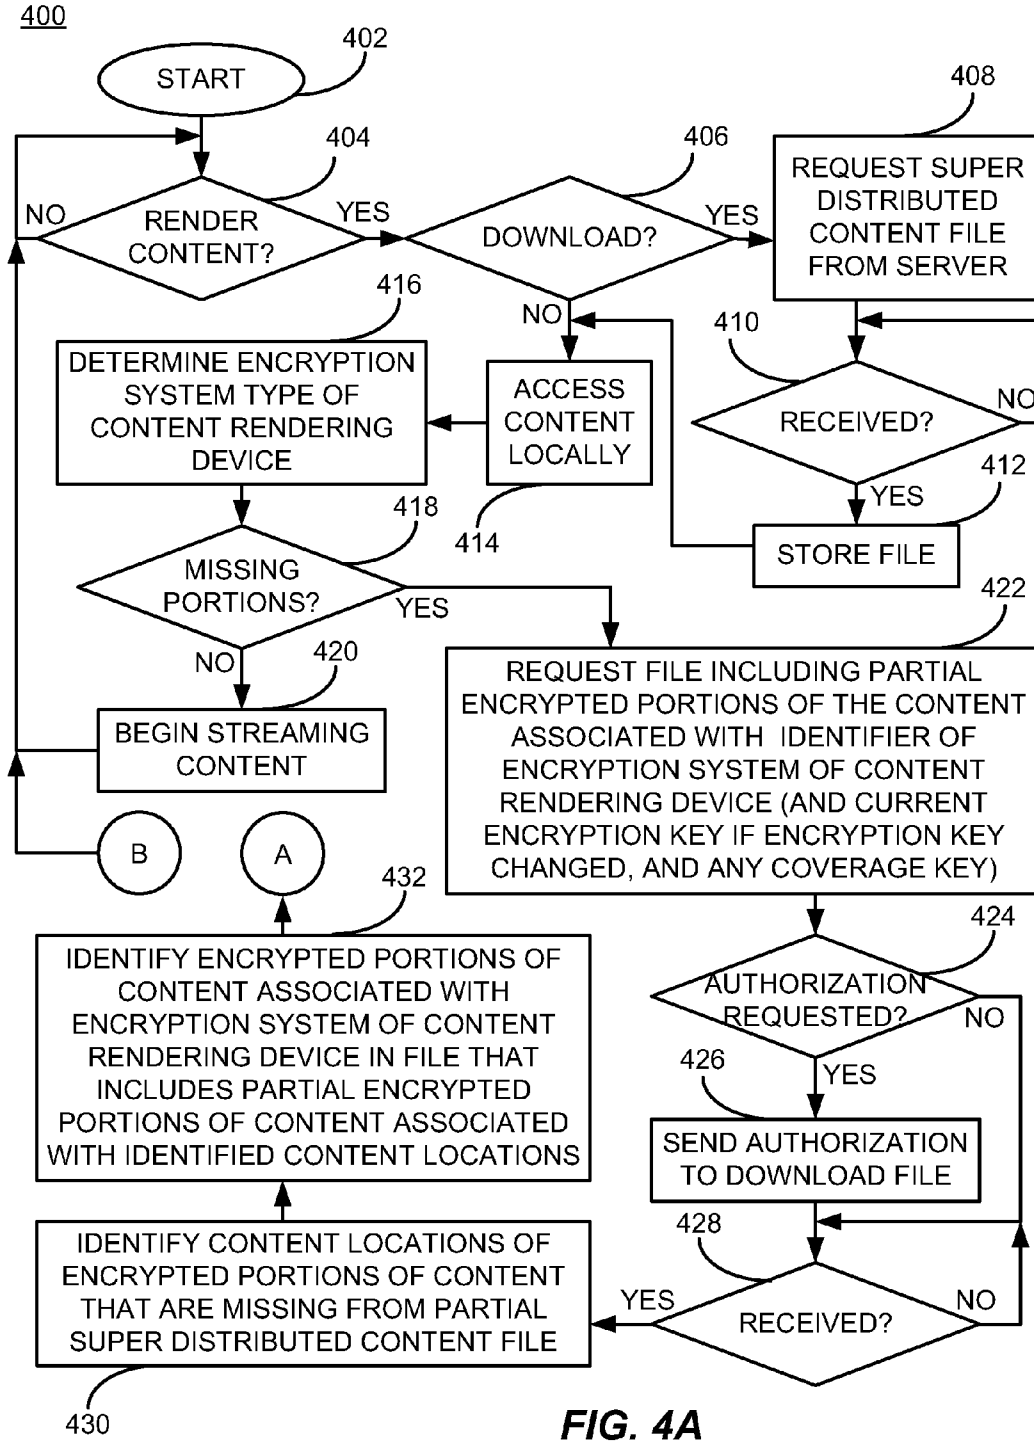 400
402
START
404
RENDER
CONTENT?
NO
YES
406
DOWNLOAD?
YES
NO
408
REQUEST SUPER
DISTRIBUTED
CONTENT FILE
FROM SERVER
410
RECEIVED?
NO
YES
412
STORE FILE
ACCESS
CONTENT
LOCALLY
414
416
DETERMINE ENCRYPTION
SYSTEM TYPE OF
CONTENT RENDERING
DEVICE
418
MISSING
PORTIONS?
YES
NO
420
BEGIN STREAMING
CONTENT
B
A
422
REQUEST FILE INCLUDING PARTIAL
ENCRYPTED PORTIONS OF THE CONTENT
ASSOCIATED WITH IDENTIFIER OF
ENCRYPTION SYSTEM OF CONTENT
RENDERING DEVICE (AND CURRENT
ENCRYPTION KEY IF ENCRYPTION KEY
CHANGED, AND ANY COVERAGE KEY)
424
AUTHORIZATION
REQUESTED?
NO
YES
426
SEND AUTHORIZATION
TO DOWNLOAD FILE
428
RECEIVED?
YES
NO
IDENTIFY CONTENT LOCATIONS OF
ENCRYPTED PORTIONS OF CONTENT
THAT ARE MISSING FROM PARTIAL
SUPER DISTRIBUTED CONTENT FILE
430
432
IDENTIFY ENCRYPTED PORTIONS OF
CONTENT ASSOCIATED WITH
ENCRYPTION SYSTEM OF CONTENT
RENDERING DEVICE IN FILE THAT
INCLUDES PARTIAL ENCRYPTED
PORTIONS OF CONTENT ASSOCIATED
WITH IDENTIFIED CONTENT LOCATIONS
FIG. 4A